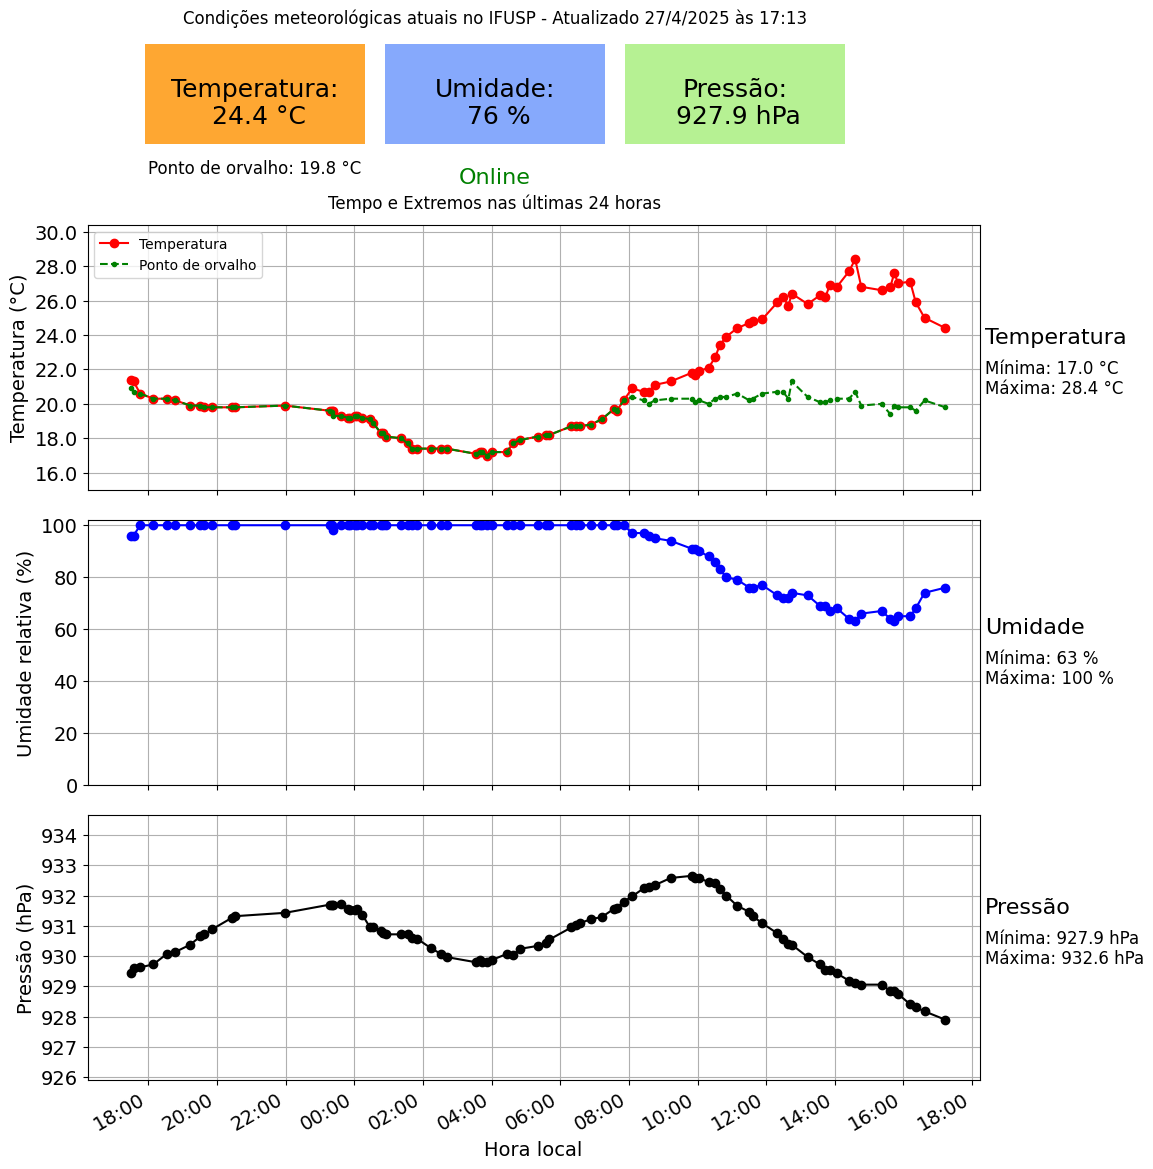 Condições meteorológicas atuais no IFUSP - Atualizado 27/4/2025 às 17:13
Temperatura:
24.4 °C
Umidade:
76 %
Pressão:
927.9 hPa
Ponto de orvalho: 19.8 °C
Online
Tempo e Extremos nas últimas 24 horas
Temperatura (°C)
30.0
28.0
26.0
24.0
22.0
20.0
18.0
16.0
Temperatura
Ponto de orvalho
Temperatura
Mínima: 17.0 °C
Máxima: 28.4 °C
Umidade relativa (%)
100
80
60
40
20
0
Umidade
Mínima: 63 %
Máxima: 100 %
Pressão (hPa)
934
933
932
931
930
929
928
927
926
Pressão
Mínima: 927.9 hPa
Máxima: 932.6 hPa
18:00 20:00 22:00 00:00 02:00 04:00 06:00 08:00 10:00 12:00 14:00 16:00 18:00
Hora local